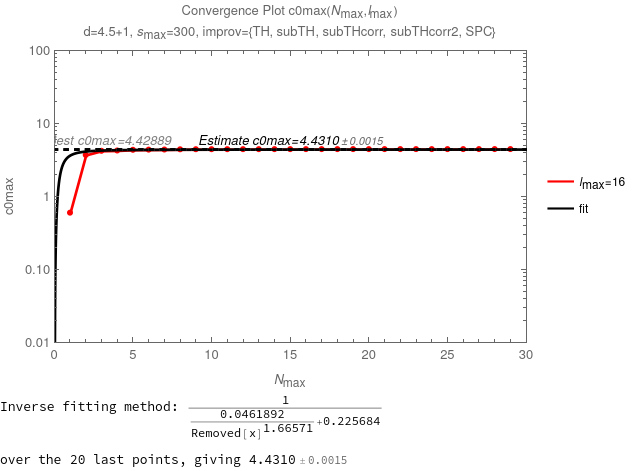 Convergence Plot c0max(Nmax,lmax)
d=4.5+1, smax=300, improv={TH, subTH, subTHcorr, subTHcorr2, SPC}
100
10
1
0.10
0.01
c0max
est c0max=4.42889
Estimate c0max=4.4310 ± 0.0015
lmax=16
fit
0 5 10 15 20 25 30
Nmax
Inverse fitting method:
1
0.0461892
Removed[x]^1.66571 +0.225684
over the 20 last points, giving 4.4310 ± 0.0015